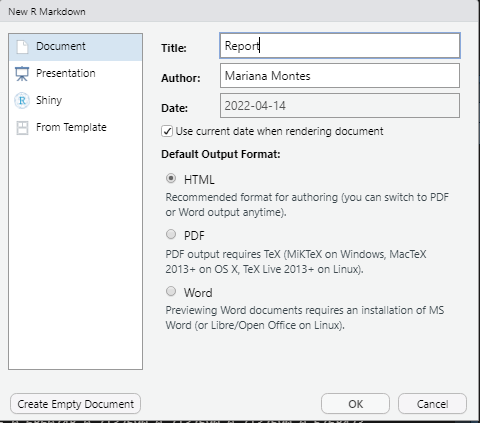 New R Markdown
Document
Presentation
R Shiny
From Template
Title: Report
Author: Mariana Montes
Date: 2022-04-14
Use current date when rendering document
Default Output Format:
HTML
Recommended format for authoring (you can switch to PDF
or Word output anytime).
PDF
PDF output requires TeX (MiKTeX on Windows, MacTeX
2013+ on OS X, TeX Live 2013+ on Linux).
Word
Previewing Word documents requires an installation of MS
Word (or Libre/Open Office on Linux).
Create Empty Document OK Cancel